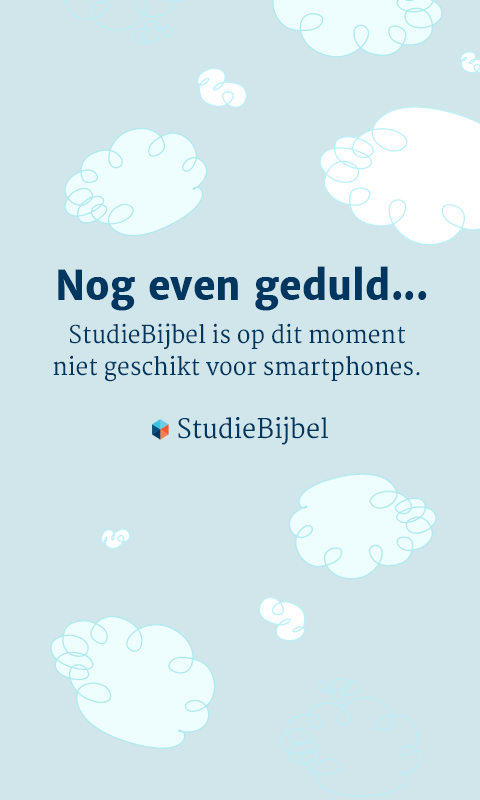 Nog even geduld...
StudieBijbel is op dit moment
niet geschikt voor smartphones.
StudieBijbel